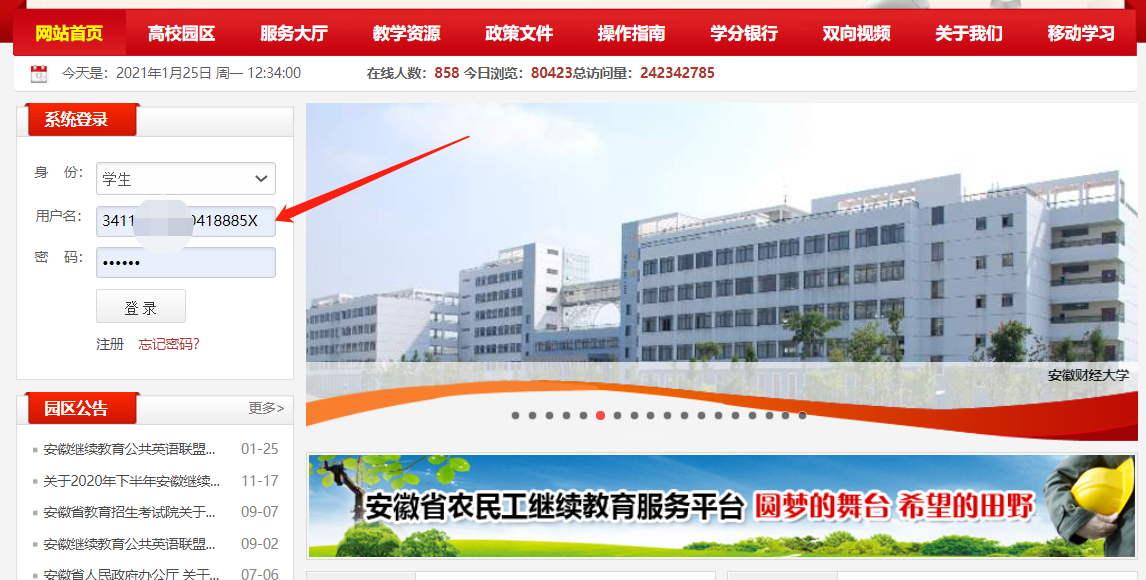 网站首页 高校园区 服务大厅 教学资源 政策文件 操作指南 学分银行 双向视频 关于我们 移动学习
今天是：2021年1月25日 周一 12:34:00 在线人数：858 今日浏览：80423总访问量：242342785
系统登录
身 份： 学生
用户名： 3411 0418885X
密 码： ••••••
登 录
注册 忘记密码?
安徽财经大学
园区公告 更多>
安徽继续教育公共英语联盟... 01-25
关于2020年下半年安徽继续... 11-17
安徽省教育招生考试院关于... 09-07
安徽继续教育公共英语联盟... 09-02
安徽省人民政府办公厅 关于... 07-06
安徽省农民工继续教育服务平台 圆梦的舞台 希望的田野